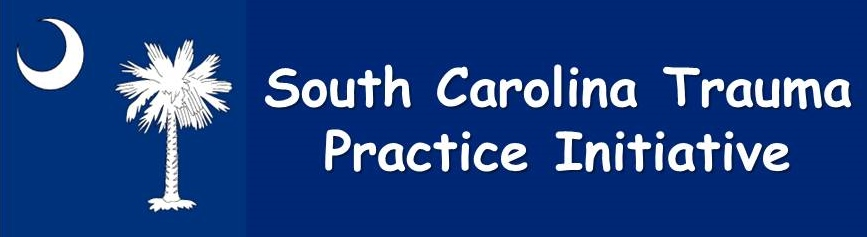 South Carolina Trauma
Practice Initiative